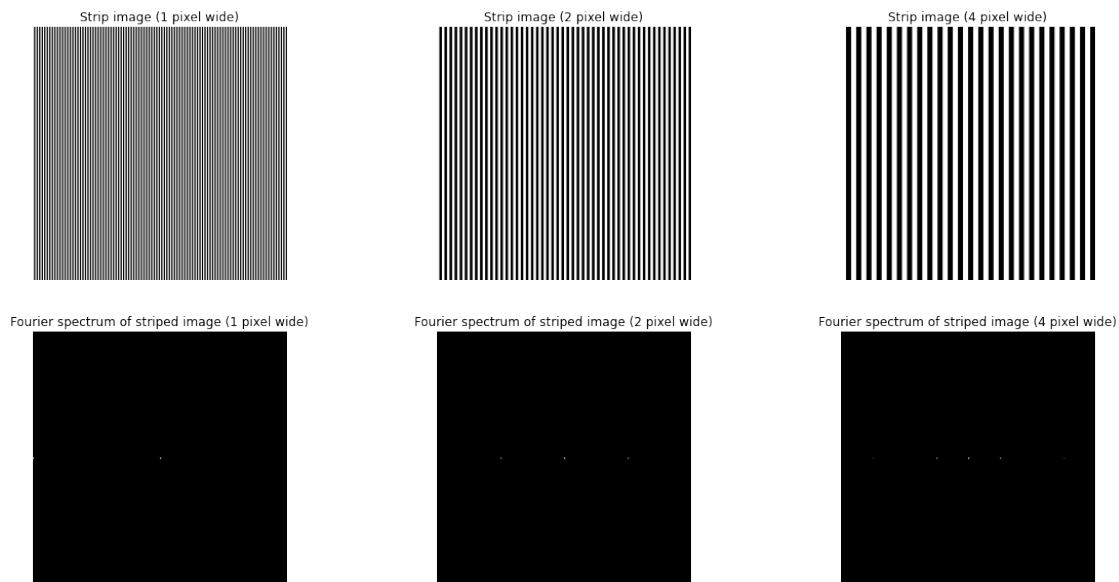 Strip image (1 pixel wide)
Strip image (2 pixel wide)
Strip image (4 pixel wide)
Fourier spectrum of striped image (1 pixel wide)
Fourier spectrum of striped image (2 pixel wide)
Fourier spectrum of striped image (4 pixel wide)